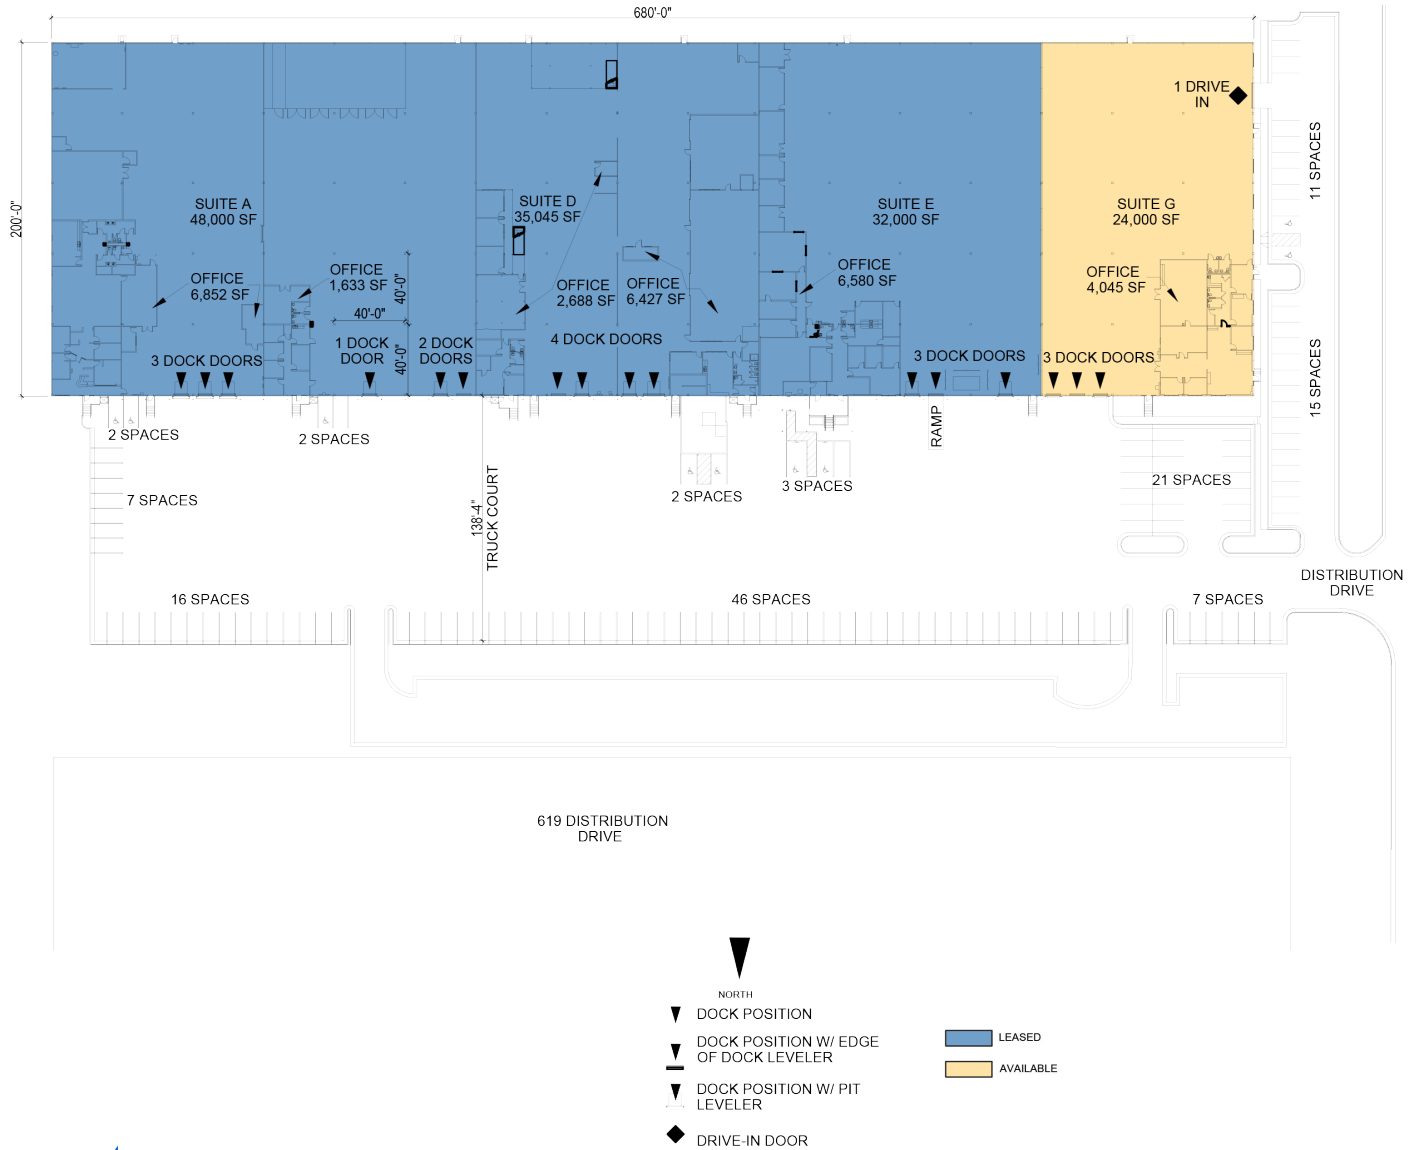 680'-0"
200'-0"
1 DRIVE
IN
11 SPACES
SUITE A
48,000 SF
SUITE D
35,045 SF
SUITE E
32,000 SF
SUITE G
24,000 SF
OFFICE
6,852 SF
OFFICE
1,633 SF
40'-0"
40'-0"
40'-0"
OFFICE
2,688 SF
OFFICE
6,427 SF
OFFICE
6,580 SF
OFFICE
4,045 SF
3 DOCK DOORS
1 DOCK
DOOR
2 DOCK
DOORS
4 DOCK DOORS
3 DOCK DOORS
3 DOCK DOORS
15 SPACES
2 SPACES
2 SPACES
RAMP
7 SPACES
138'-4"
TRUCK COURT
2 SPACES
3 SPACES
21 SPACES
DISTRIBUTION
DRIVE
16 SPACES
46 SPACES
7 SPACES
619 DISTRIBUTION
DRIVE
NORTH
DOCK POSITION
DOCK POSITION W/ EDGE
OF DOCK LEVELER
DOCK POSITION W/ PIT
LEVELER
DRIVE-IN DOOR
LEASED
AVAILABLE